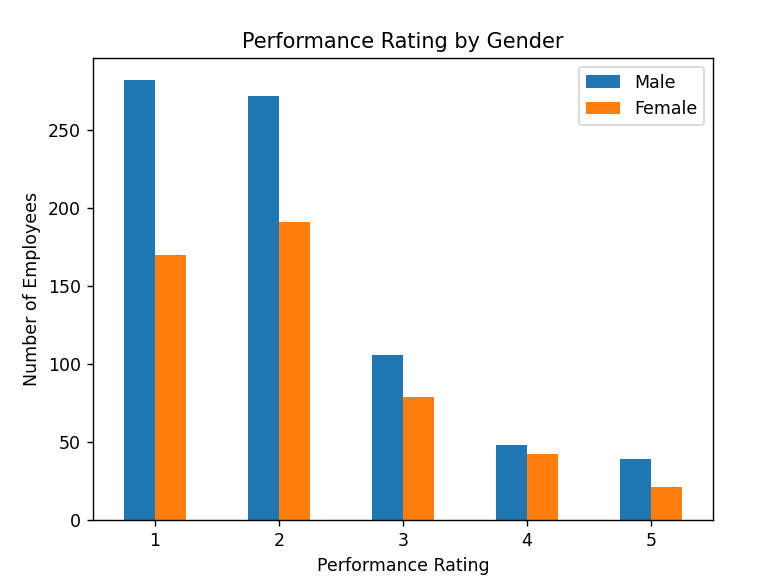 Performance Rating by Gender
Male
Female
Number of Employees
250
200
150
100
50
0
1 2 3 4 5
Performance Rating